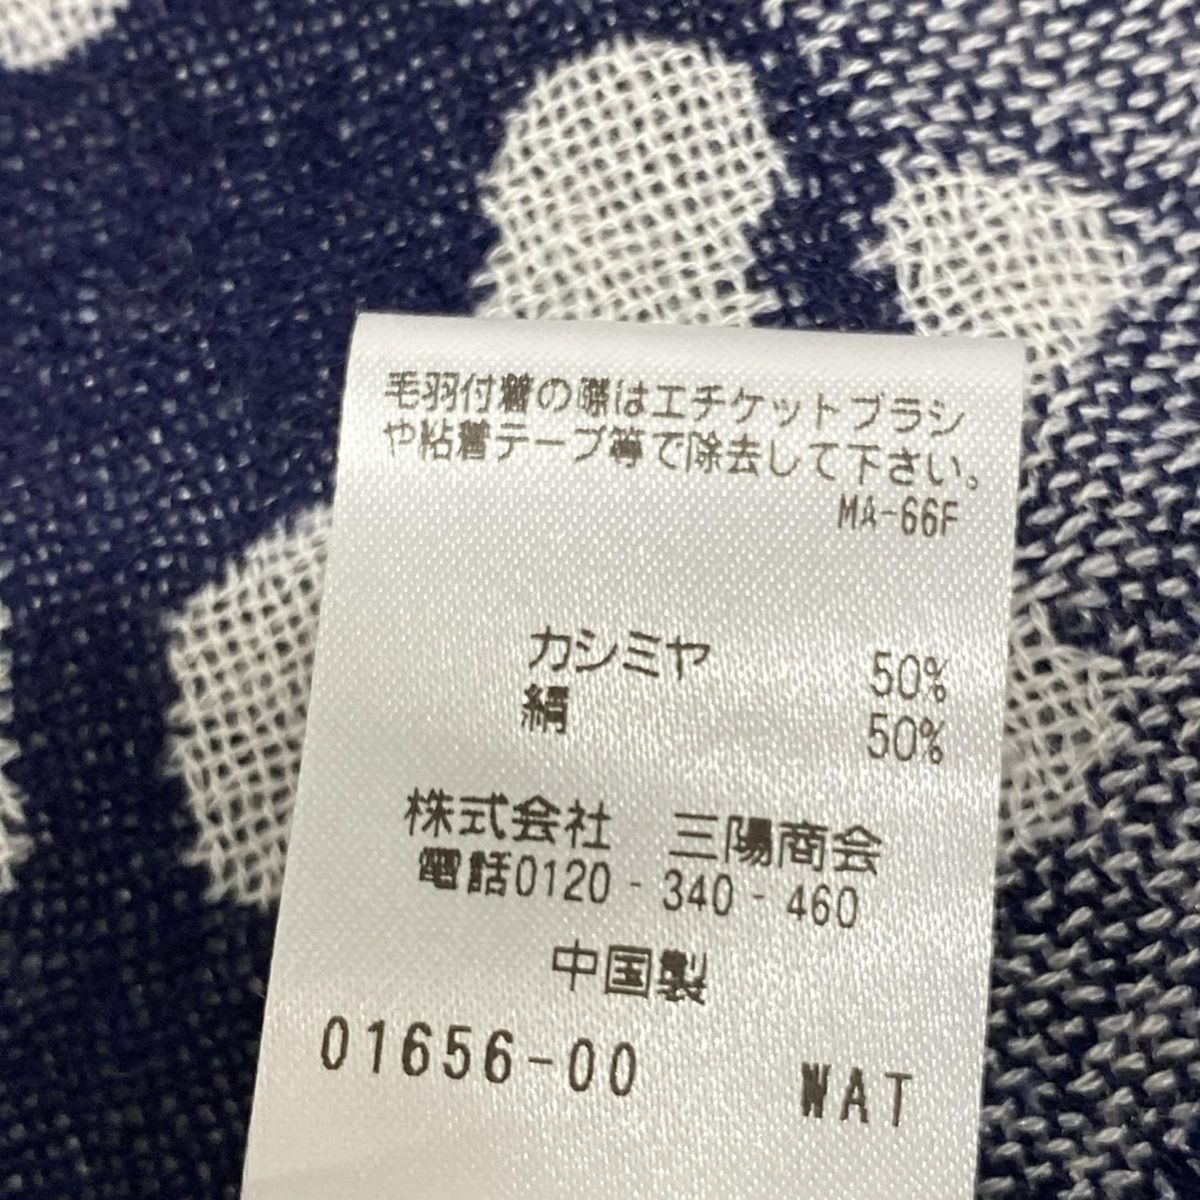 毛羽付着の際はエチケットブラシ
や粘着テープ等で除去して下さい。
MA-66F
カシミヤ 50%
絹 50%
株式会社 三陽商会
電話0120-340-460
中国製
01656-00 WAT